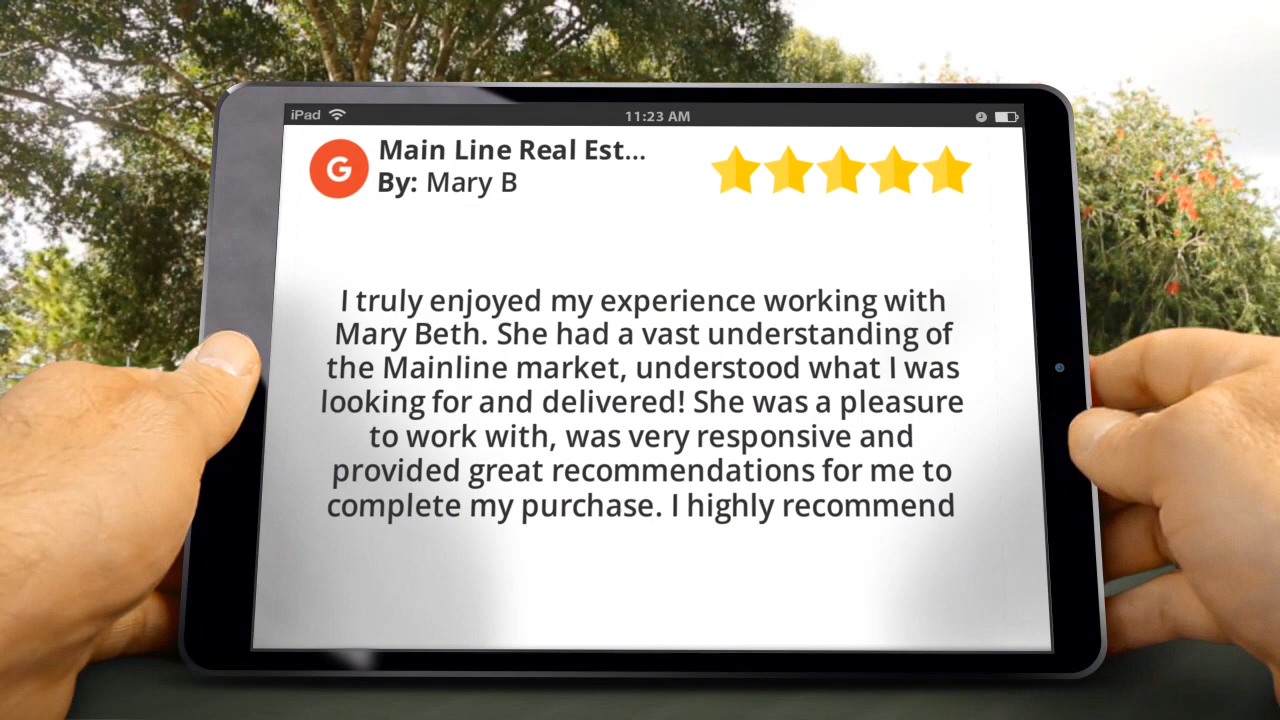 iPad
11:23 AM
G
Main Line Real Est...
By: Mary B
I truly enjoyed my experience working with
Mary Beth. She had a vast understanding of
the Mainline market, understood what I was
looking for and delivered! She was a pleasure
to work with, was very responsive and
provided great recommendations for me to
complete my purchase. I highly recommend